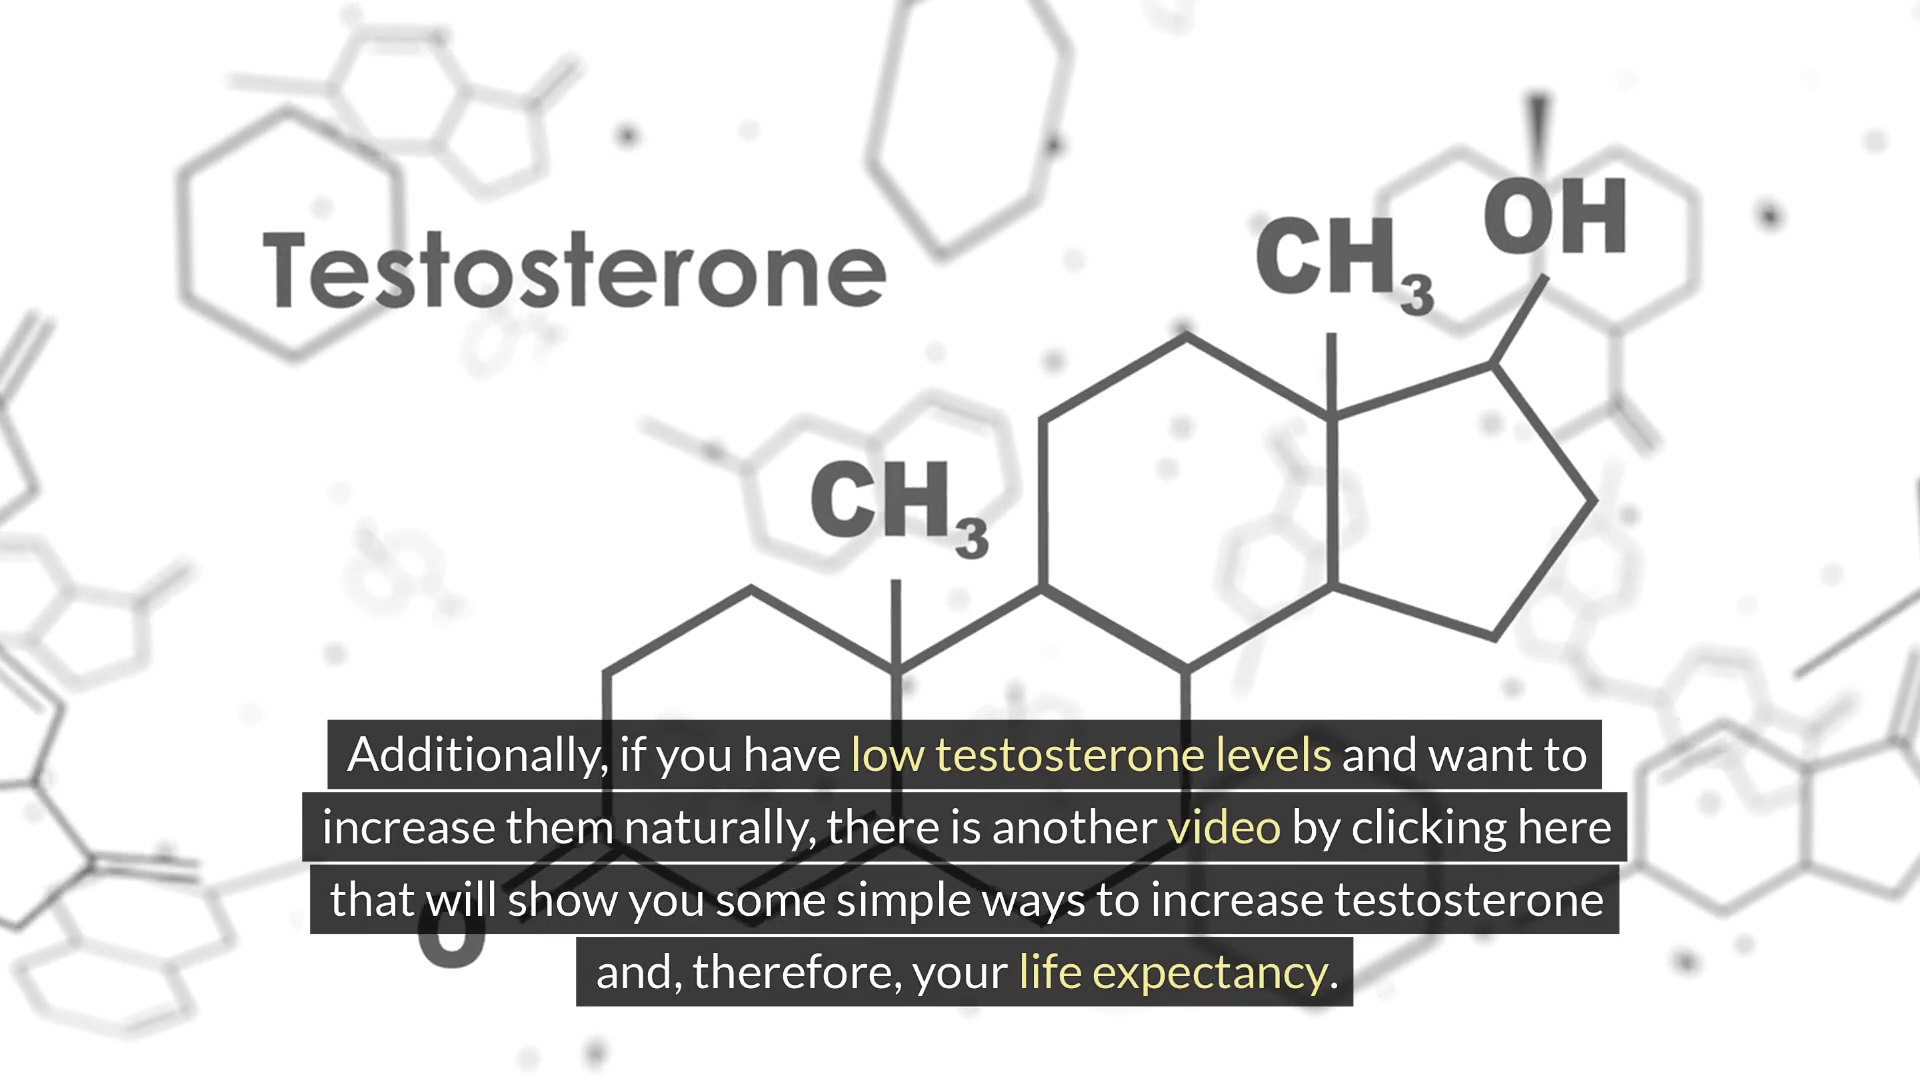 Testosterone
OH
CH₃
CH₃
Additionally, if you have low testosterone levels and want to
increase them naturally, there is another video by clicking here
that will show you some simple ways to increase testosterone
O
and, therefore, your life expectancy.